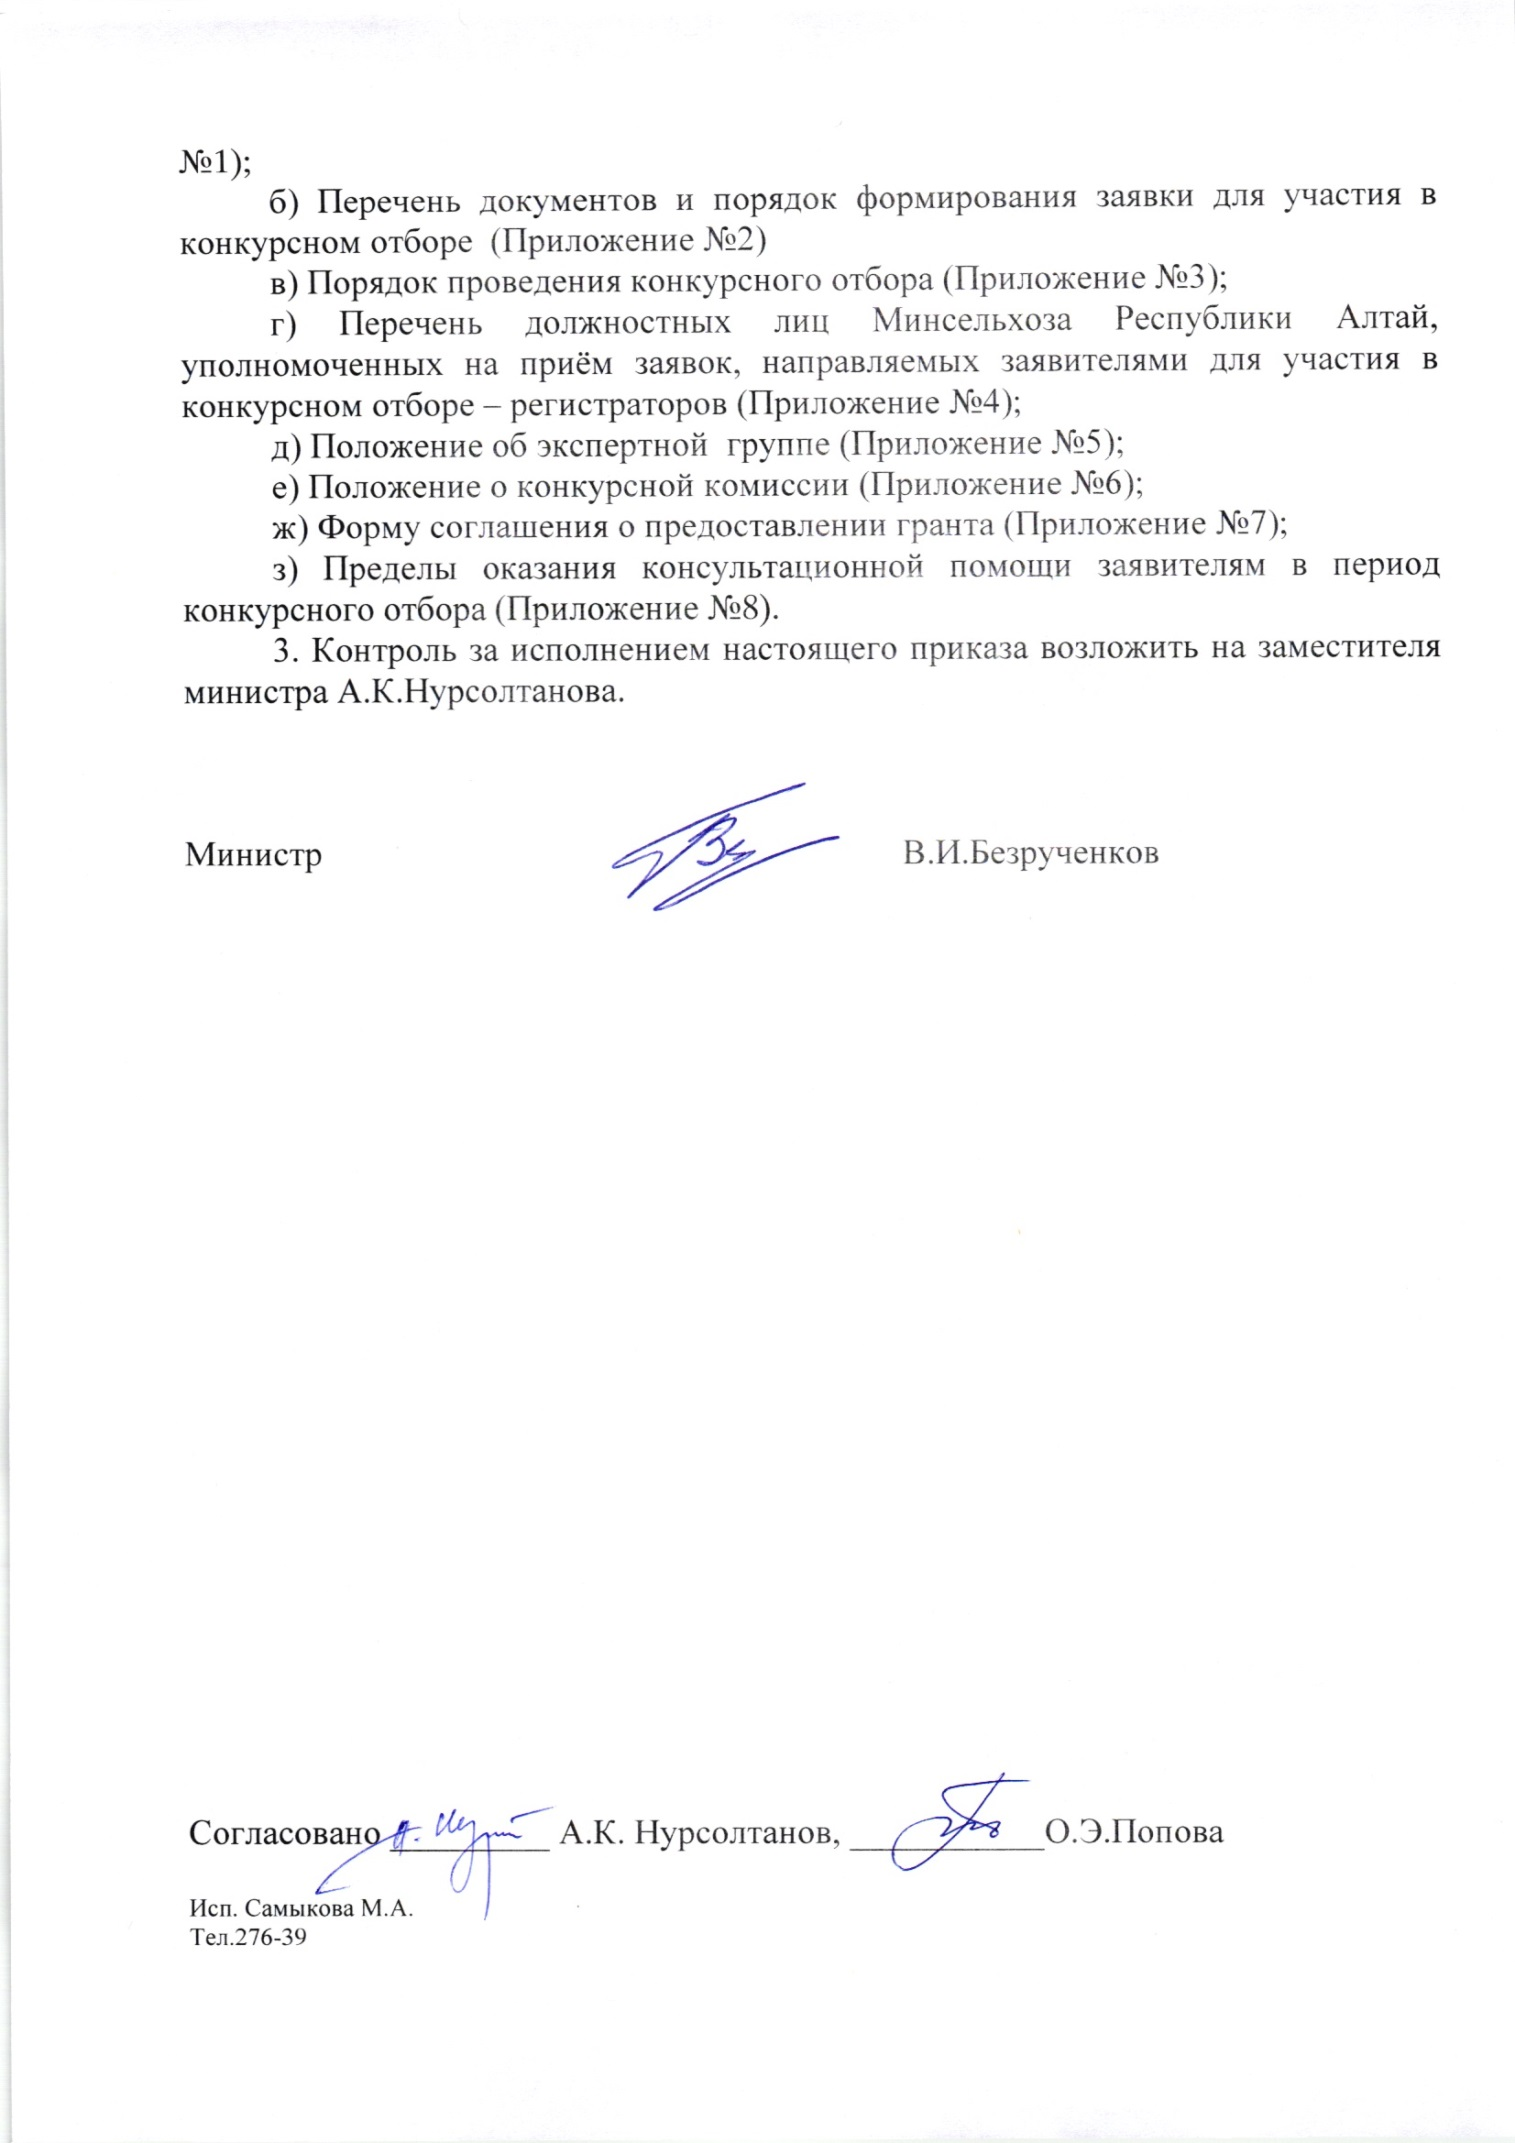 №1);
б) Перечень документов и порядок формирования заявки для участия в
конкурсном отборе (Приложение №2)
в) Порядок проведения конкурсного отбора (Приложение №3);
г) Перечень должностных лиц Минсельхоза Республики Алтай,
уполномоченных на приём заявок, направляемых заявителями для участия в
конкурсном отборе – регистраторов (Приложение №4);
д) Положение об экспертной группе (Приложение №5);
е) Положение о конкурсной комиссии (Приложение №6);
ж) Форму соглашения о предоставлении гранта (Приложение №7);
з) Пределы оказания консультационной помощи заявителям в период
конкурсного отбора (Приложение №8).
3. Контроль за исполнением настоящего приказа возложить на заместителя
министра А.К.Нурсолтанова.
Министр В.И.Безрученков
Согласовано __________ А.К. Нурсолтанов, ____________О.Э.Попова
Исп. Самыкова М.А.
Тел.276-39